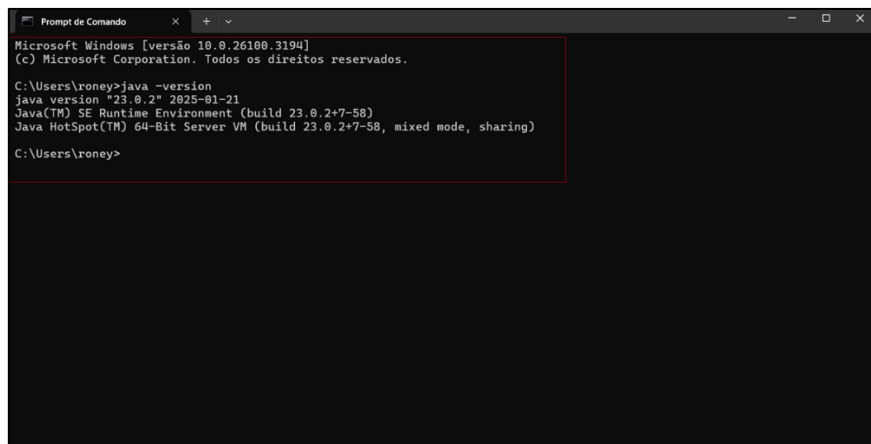 Prompt de Comando
Microsoft Windows [versão 10.0.26100.3194]
(c) Microsoft Corporation. Todos os direitos reservados.
C:\Users\roney>java -version
java version "23.0.2" 2025-01-21
Java(TM) SE Runtime Environment (build 23.0.2+7-58)
Java HotSpot(TM) 64-Bit Server VM (build 23.0.2+7-58, mixed mode, sharing)
C:\Users\roney>